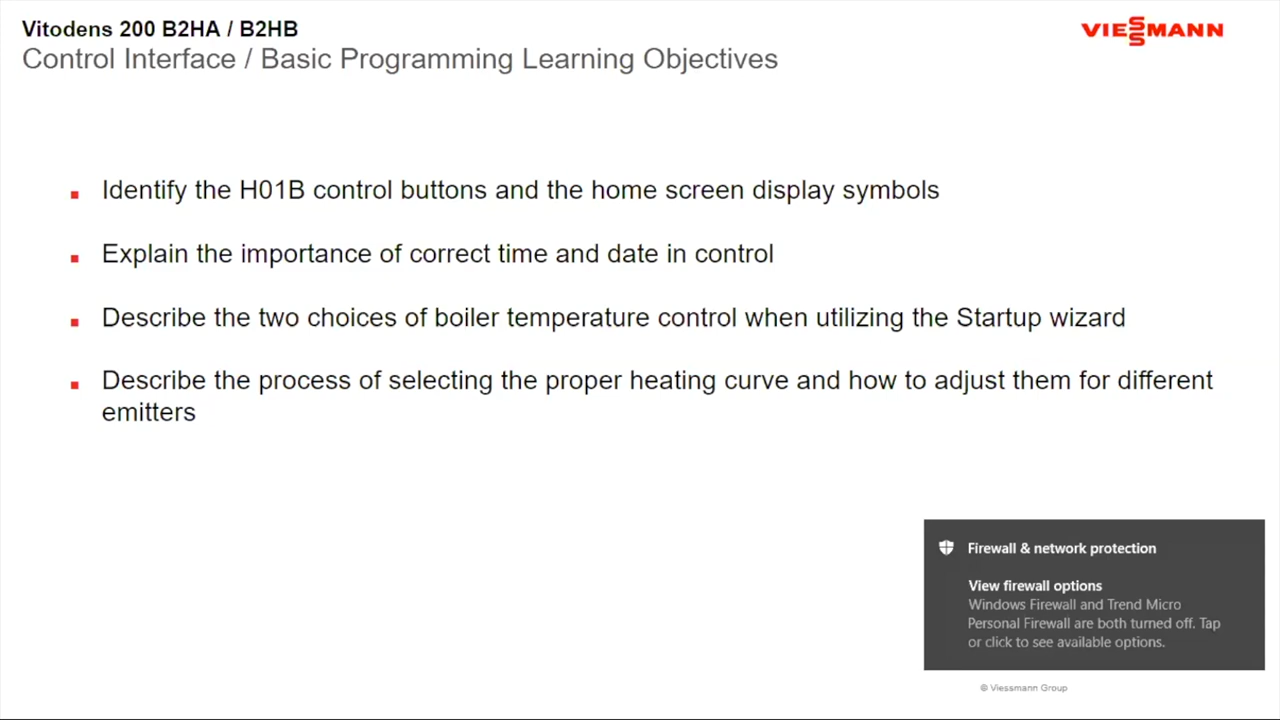 Vitodens 200 B2HA / B2HB
VIESSMANN
Control Interface / Basic Programming Learning Objectives
Identify the H01B control buttons and the home screen display symbols
Explain the importance of correct time and date in control
Describe the two choices of boiler temperature control when utilizing the Startup wizard
Describe the process of selecting the proper heating curve and how to adjust them for different
emitters
Firewall & network protection
View firewall options
Windows Firewall and Trend Micro
Personal Firewall are both turned off. Tap
or click to see available options.
© Viessmann Group